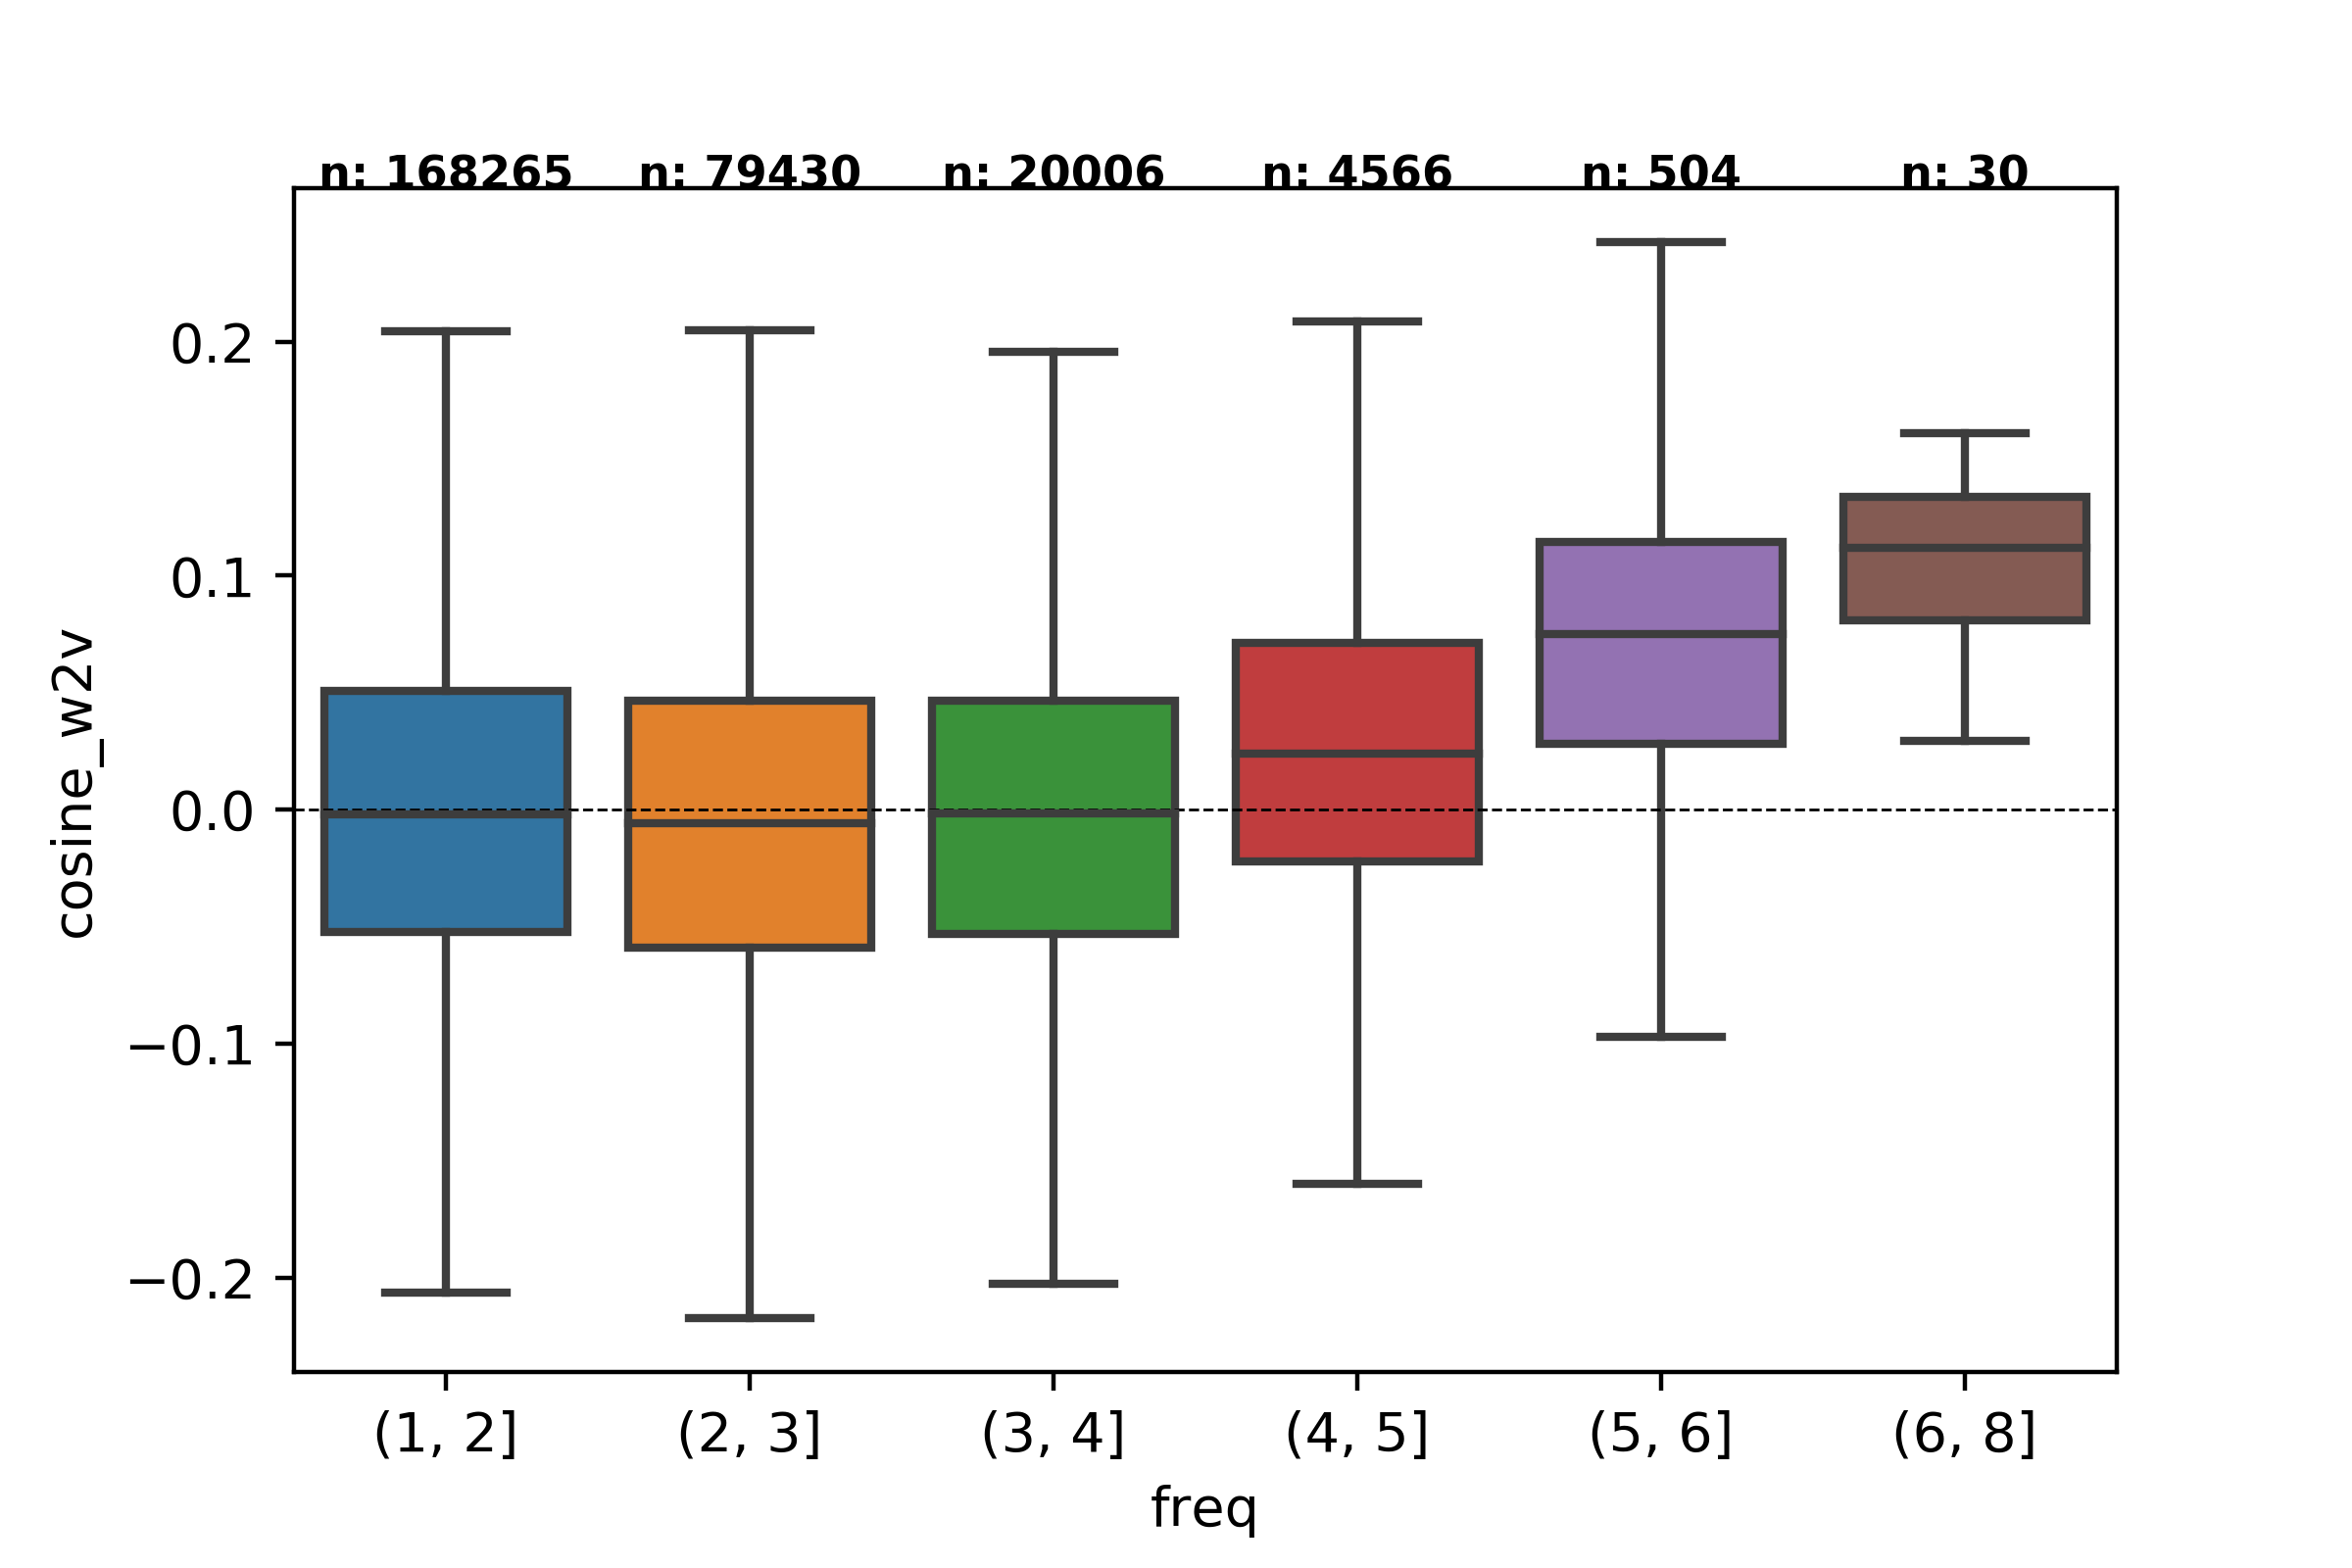 n: 168265 n: 79430 n: 20006 n: 4566 n: 504 n: 30
0.2
0.1
0.0
−0.1
−0.2
cosine_w2v
(1, 2] (2, 3] (3, 4] (4, 5] (5, 6] (6, 8]
freq